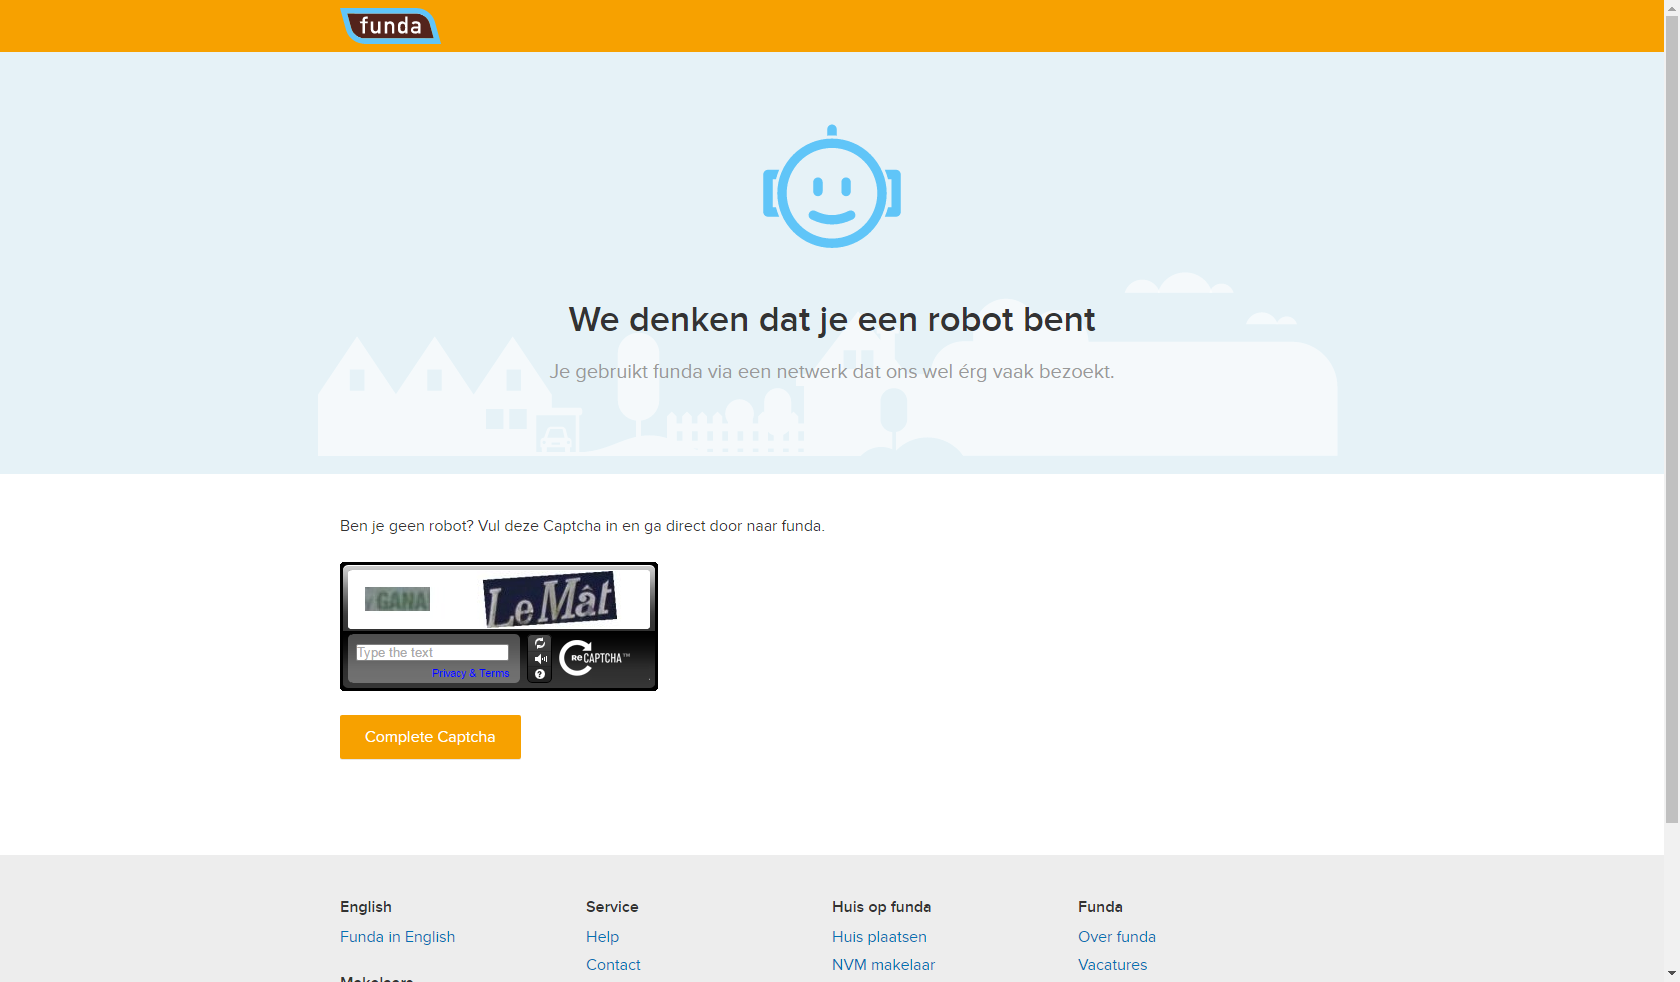 funda
We denken dat je een robot bent
Je gebruikt funda via een netwerk dat ons wel érg vaak bezoekt.
Ben je geen robot? Vul deze Captcha in en ga direct door naar funda.
GANA Le Mât
Type the text
Privacy & Terms
reCAPTCHA™
Complete Captcha
English
Funda in English
Service
Help
Contact
Huis op funda
Huis plaatsen
NVM makelaar
Funda
Over funda
Vacatures